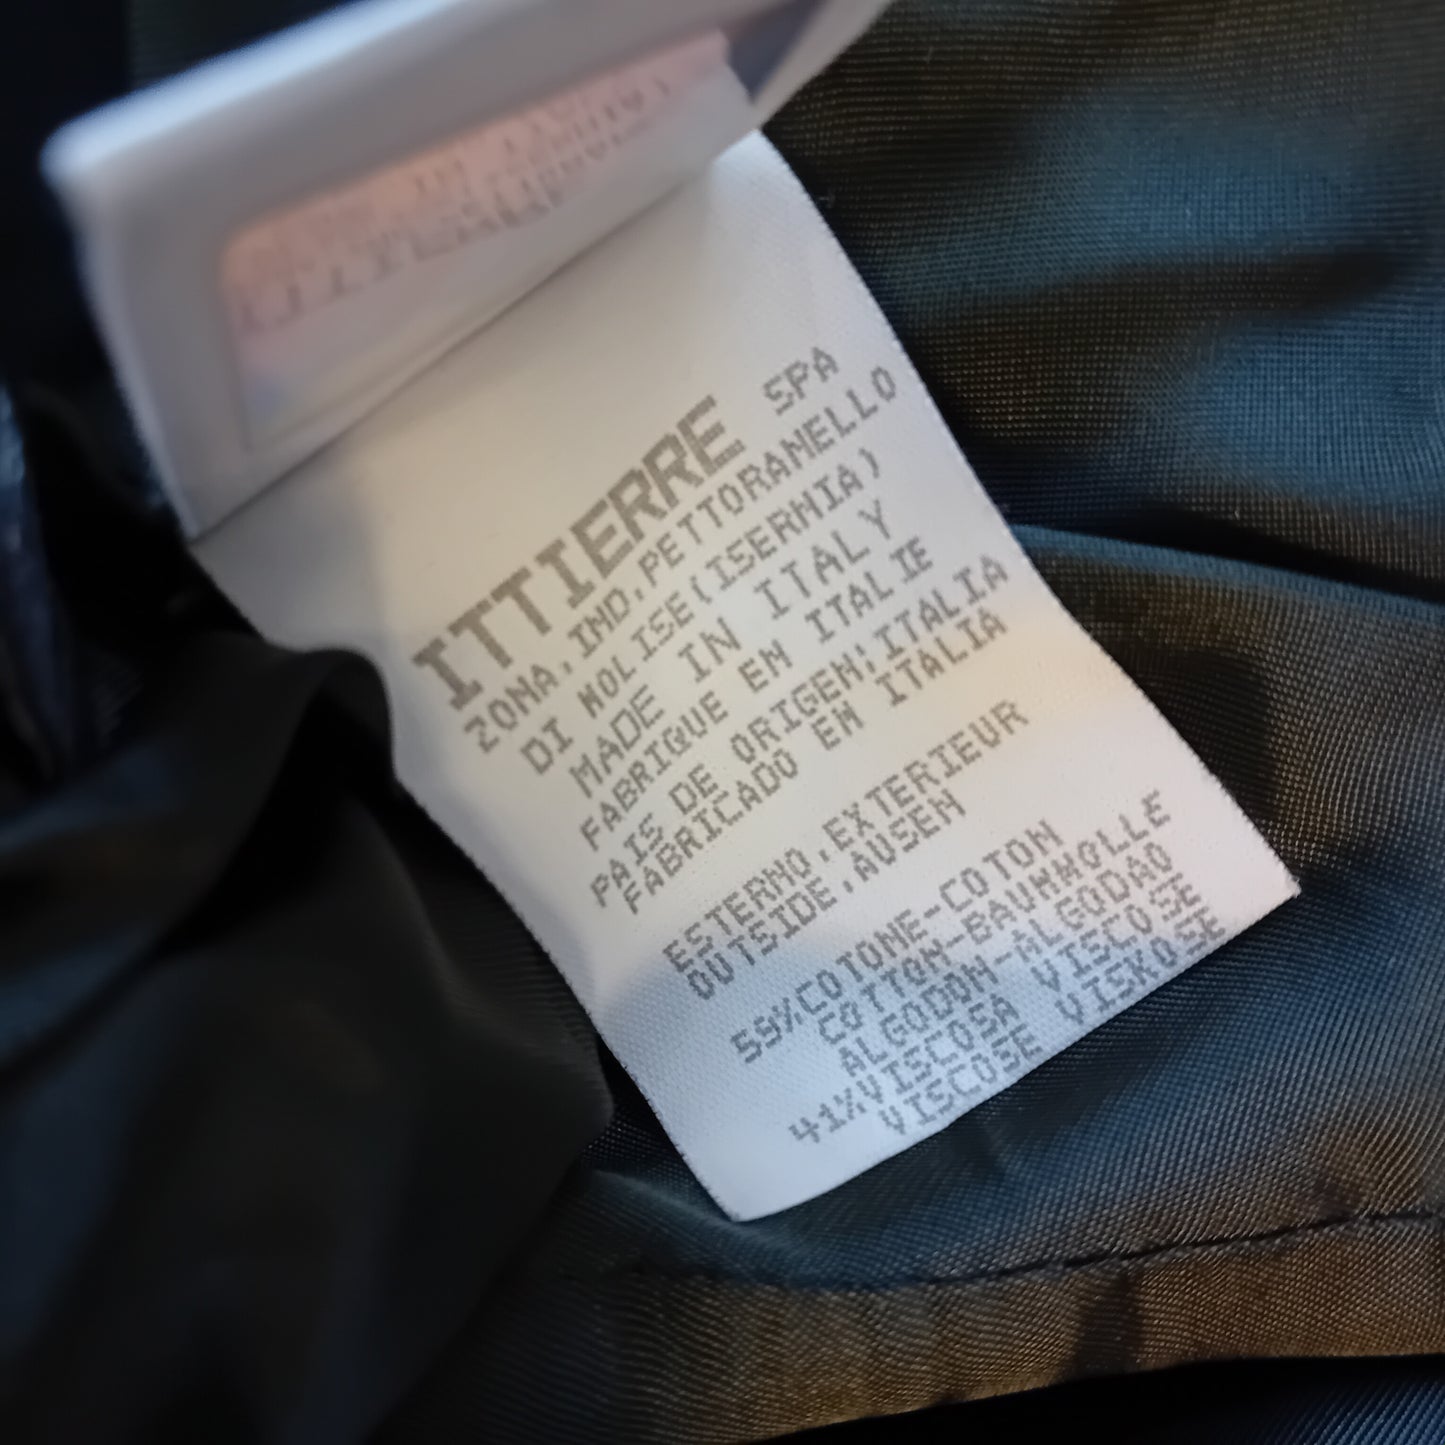 ITTIERRE SPA
ZONA.IND.PETTORANELLO
DI MOLISE(ISERNIA)
MADE IN ITALY
FABRIQUE EN ITALIE
PAIS DE ORIGEN:ITALIA
FABRICADO EM ITALIA
ESTERNO.EXTERIEUR
OUTSIDE.AUSEN
59%COTONE-COTON
COTTON-BAUMWOLLE
ALGODON-ALGODAO
41%VISCOSA VISCOSE
VISCOSE VISKOSE